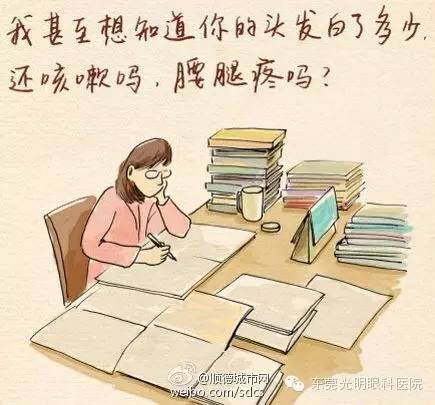 我甚至想知道你的头发白了多少，
还咳嗽吗，腰腿疼吗？
@顺德城市网
weibo.com/sdcs
东莞光明眼科医院